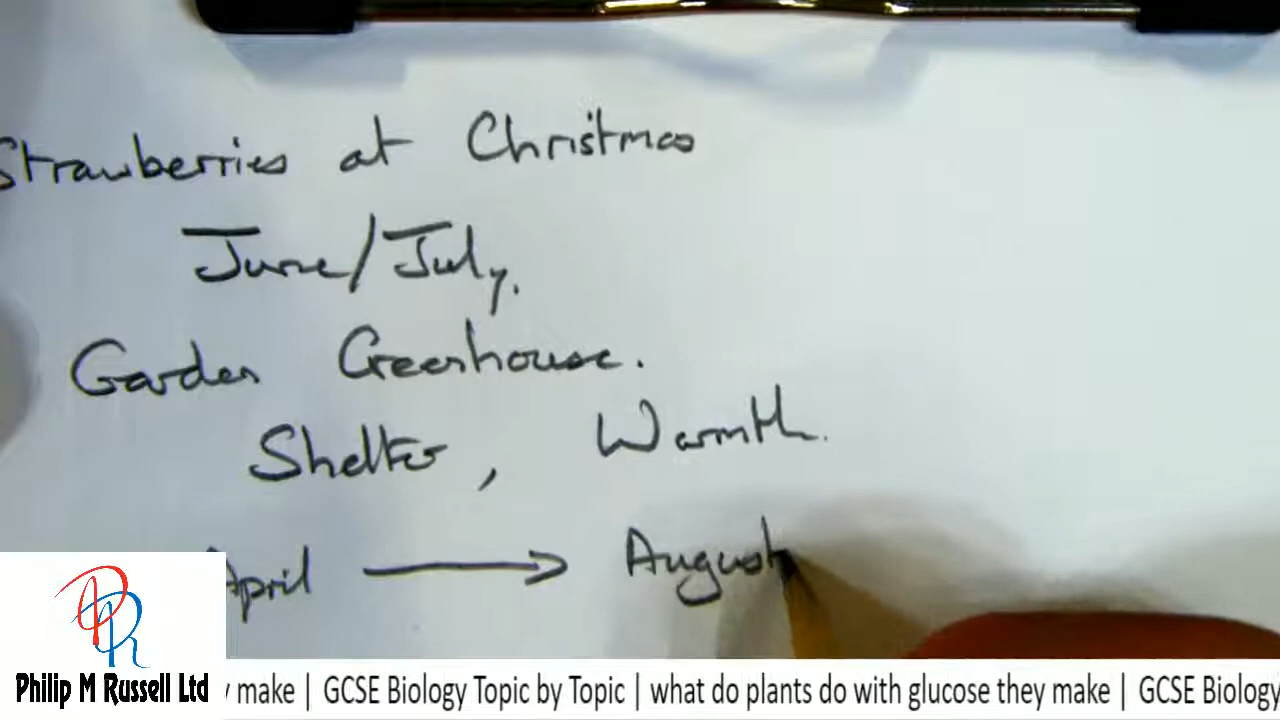 Strawberries at Christmas
June/July.
Garden Greenhouse.
Shelter, Warmth.
April → August
Philip M Russell Ltd
y make | GCSE Biology Topic by Topic | what do plants do with glucose they make | GCSE Biology